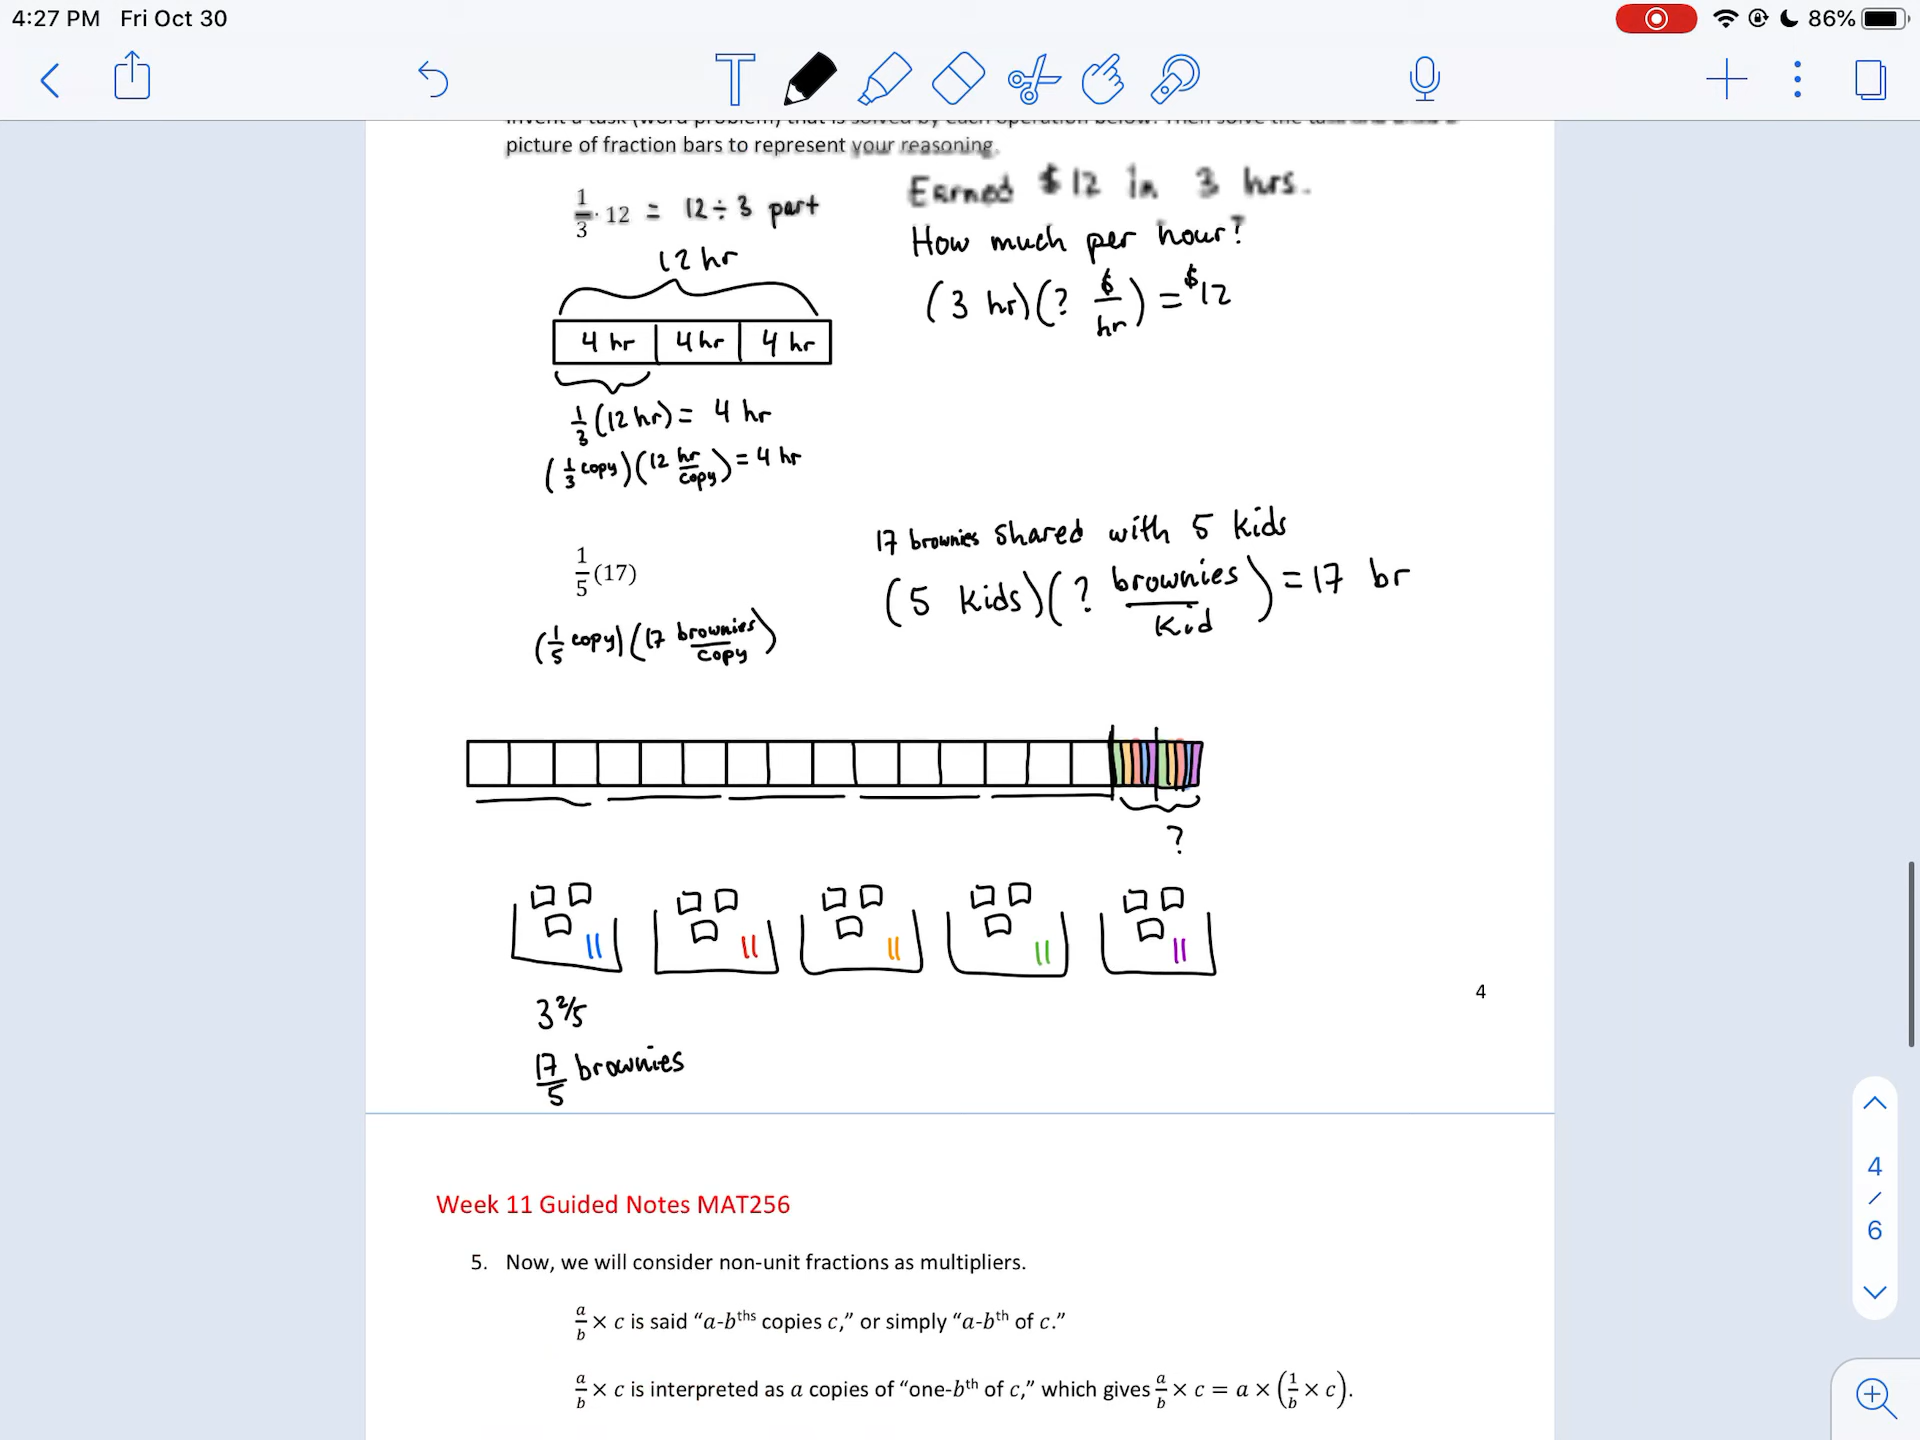 4:27 PM Fri Oct 30
86%
picture of fraction bars to represent your reasoning.
1/3 · 12 = 12 ÷ 3 part
12 hr
4 hr 4 hr 4 hr
1/3 (12 hr) = 4 hr
(1/3 copy)(12 hr/copy) = 4 hr
Earned $12 in 3 hrs.
How much per hour?
(3 hr)(? $/hr) = $12
1/5 (17)
(1/5 copy)(17 brownies/copy)
17 brownies shared with 5 kids
(5 kids)(? brownies/kid) = 17 br
?
3 2/5
17/5 brownies
4
Week 11 Guided Notes MAT256
5. Now, we will consider non-unit fractions as multipliers.
a/b × c is said “a-bths copies c,” or simply “a-bth of c.”
a/b × c is interpreted as a copies of “one-bth of c,” which gives a/b × c = a × (1/b × c).
4
/
6